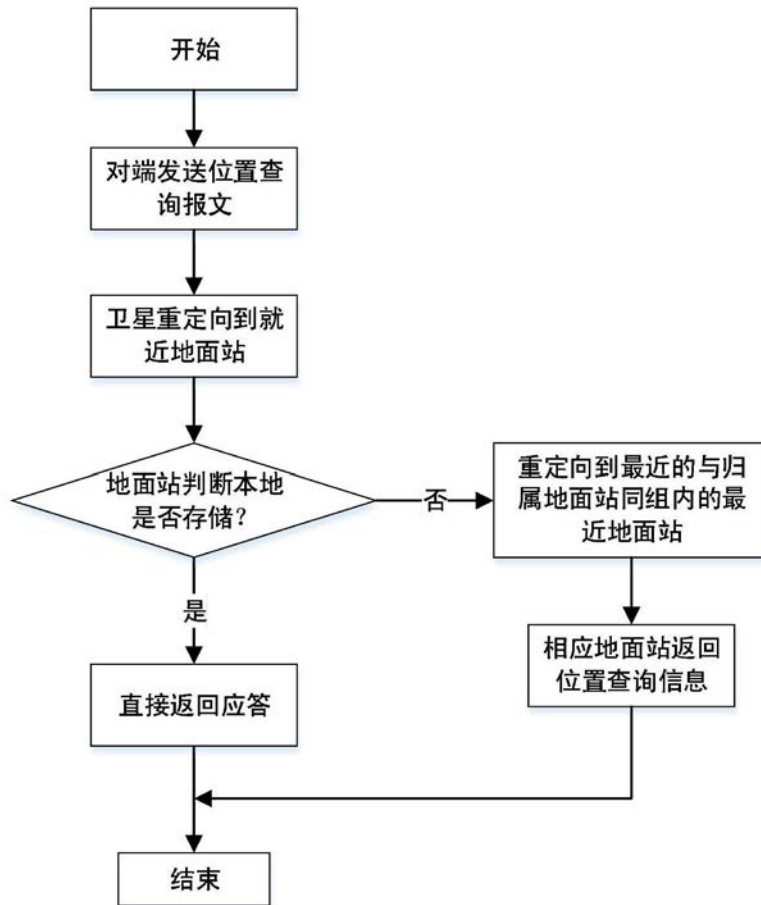 开始
对端发送位置查
询报文
卫星重定向到就
近地面站
地面站判断本地
是否存储？
否
重定向到最近的与归
属地面站同组内的最
近地面站
是
相应地面站返回
位置查询信息
直接返回应答
结束